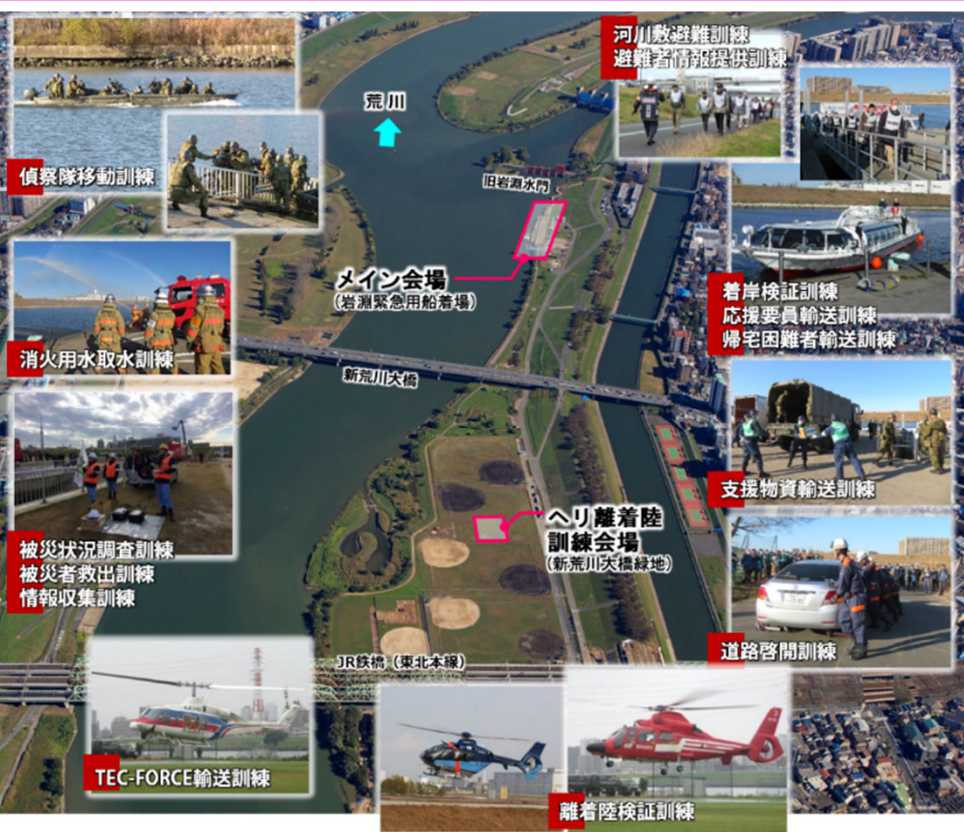 河川敷避難訓練
避難者情報提供訓練
荒川
偵察隊移動訓練
旧岩淵水門
メイン会場
(岩淵緊急用船着場)
着岸検証訓練
応援要員輸送訓練
帰宅困難者輸送訓練
消火用水取水訓練
新荒川大橋
支援物資輸送訓練
ヘリ離着陸
訓練会場
(新荒川大橋緑地)
被災状況調査訓練
被災者救出訓練
情報収集訓練
道路啓開訓練
JR鉄橋(東北本線)
TEC-FORCE輸送訓練
離着陸検証訓練